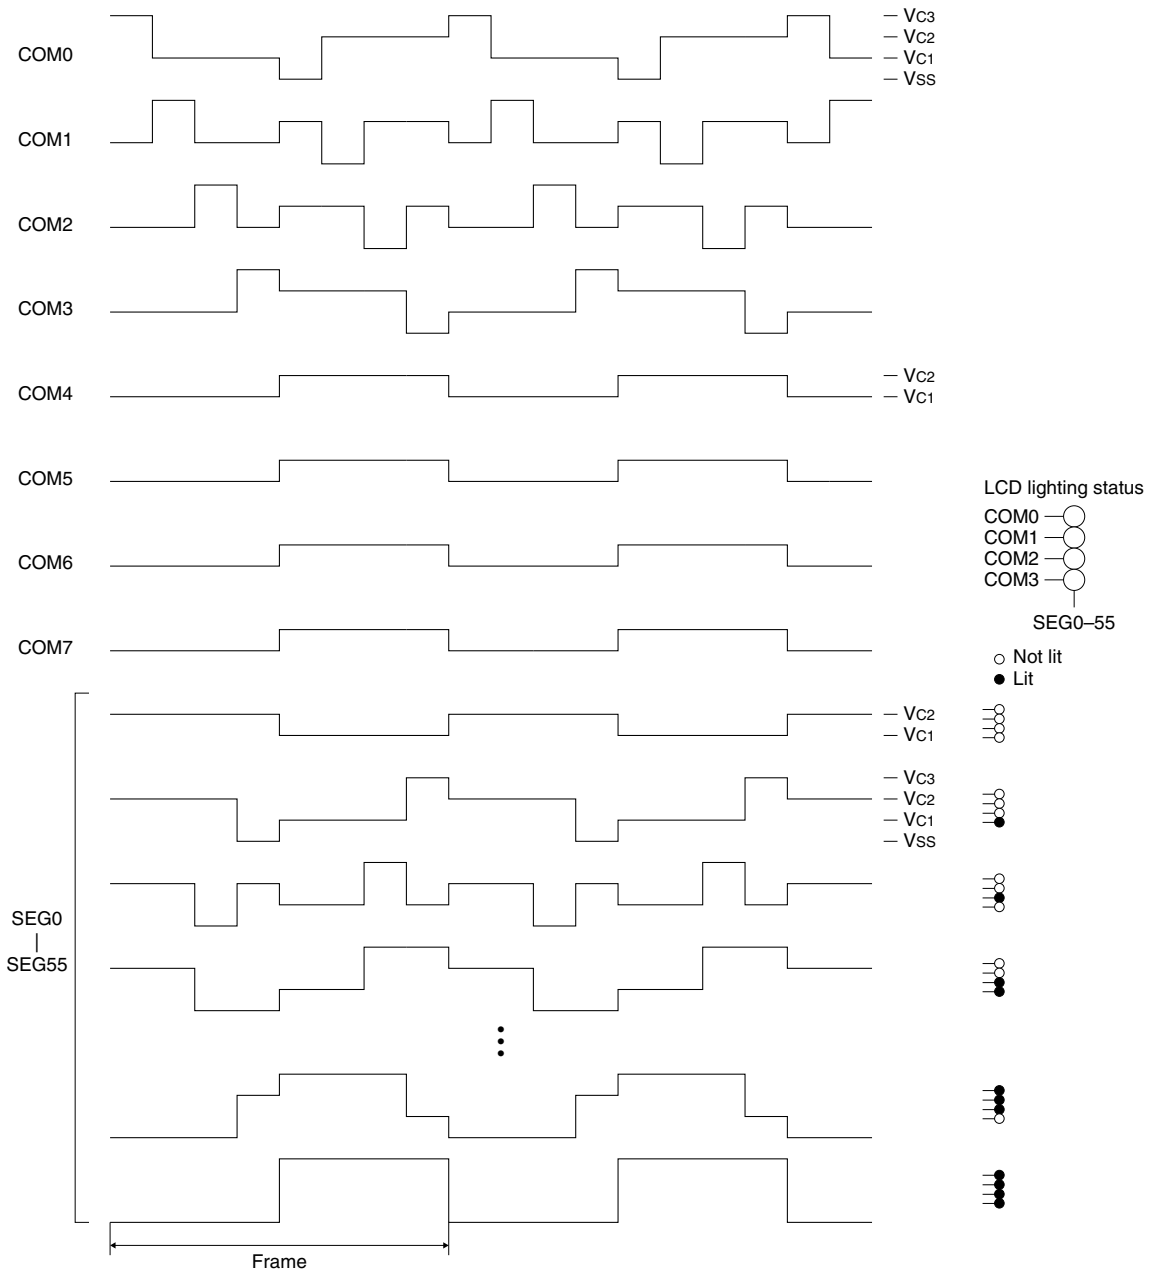 COM0
VC3
VC2
VC1
VSS
COM1
COM2
COM3
COM4
VC2
VC1
COM5
COM6
COM7
LCD lighting status
COM0
COM1
COM2
COM3
SEG0–55
Not lit
Lit
VC2
VC1
VC3
VC2
VC1
VSS
SEG0
SEG55
Frame